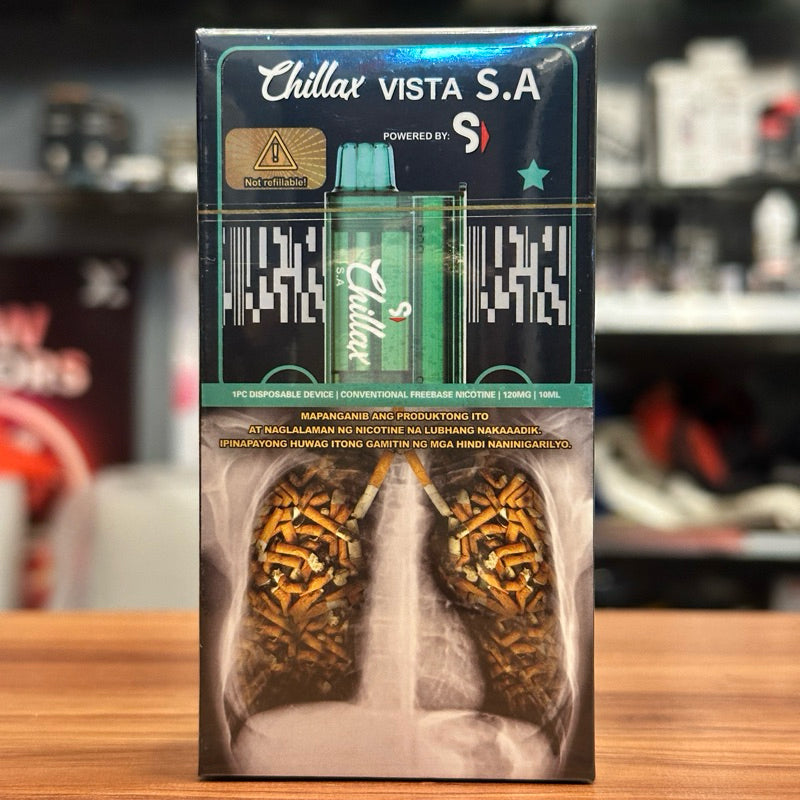 Chillax VISTA S.A
POWERED BY: S
Not refillable!
Chillax S.A
S
1PC DISPOSABLE DEVICE | CONVENTIONAL FREEBASE NICOTINE | 120MG | 10ML
MAPANGANIB ANG PRODUKTONG ITO
AT NAGLALAMAN NG NICOTINE NA LUBHANG NAKAAADIK.
IPINAPAYONG HUWAG ITONG GAMITIN NG MGA HINDI NANINIGARILYO.